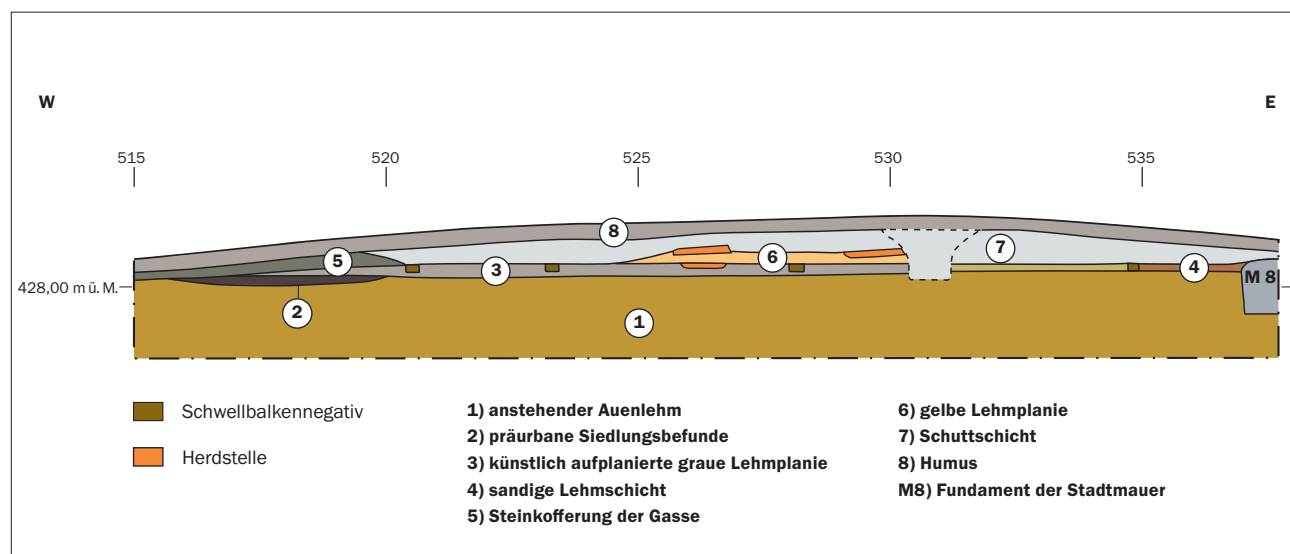 W
E
515
520
525
530
535
8
7
5
6
3
4
428,00 m ü. M.
M 8
2
1
Schwellbalkennegativ
Herdstelle
1) anstehender Auenlehm
2) präurbane Siedlungsbefunde
3) künstlich aufplanierte graue Lehmplanie
4) sandige Lehmschicht
5) Steinkofferung der Gasse
6) gelbe Lehmplanie
7) Schuttschicht
8) Humus
M8) Fundament der Stadtmauer